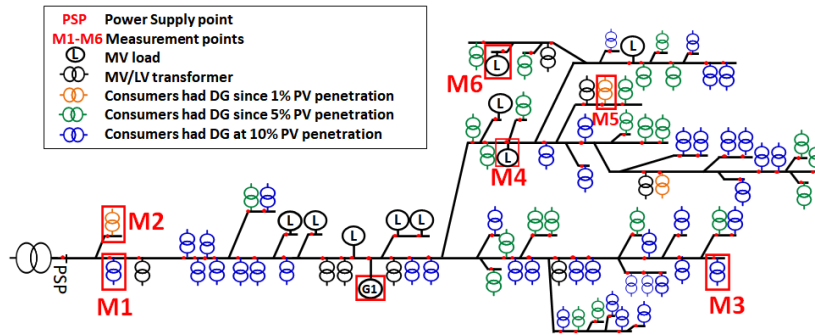 PSP Power Supply point
M1-M6 Measurement points
L MV load
MV/LV transformer
Consumers had DG since 1% PV penetration
Consumers had DG since 5% PV penetration
Consumers had DG at 10% PV penetration
L
M6
L
L
M5
L
M4
M2
L
L
L
L
L
PSP
M1
G1
M3